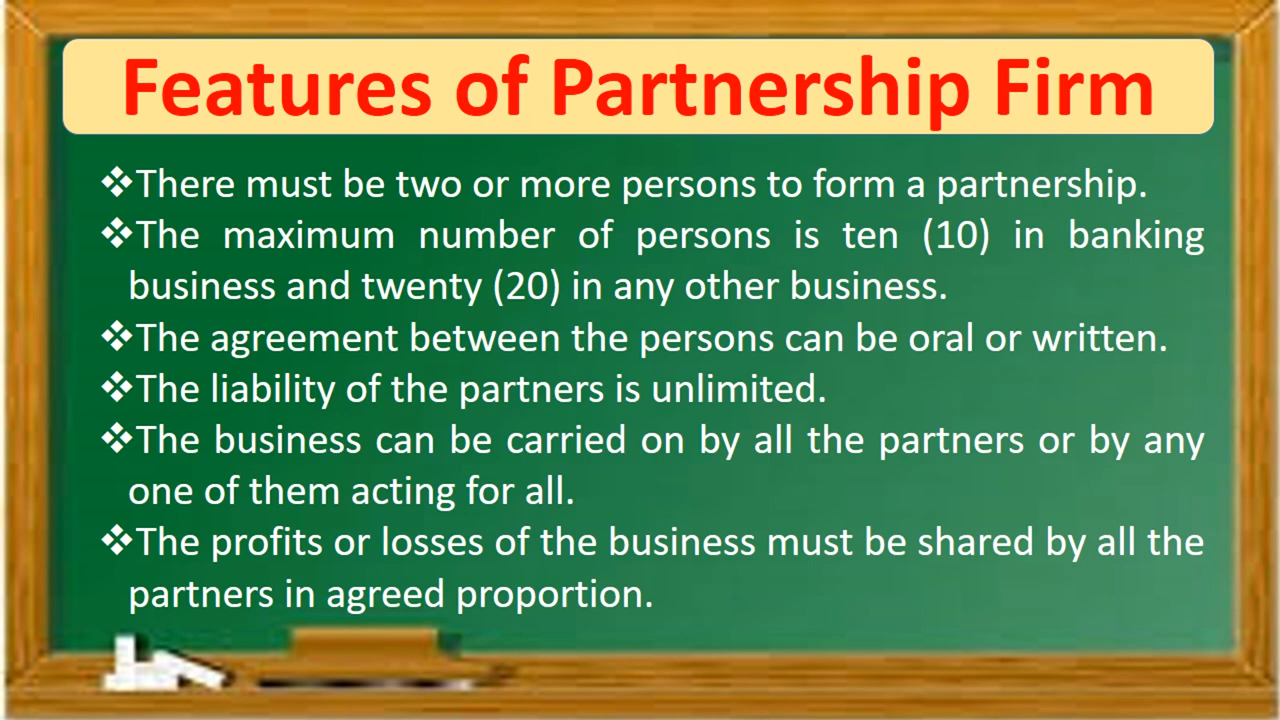 Features of Partnership Firm
❖There must be two or more persons to form a partnership.
❖The maximum number of persons is ten (10) in banking
business and twenty (20) in any other business.
❖The agreement between the persons can be oral or written.
❖The liability of the partners is unlimited.
❖The business can be carried on by all the partners or by any
one of them acting for all.
❖The profits or losses of the business must be shared by all the
partners in agreed proportion.